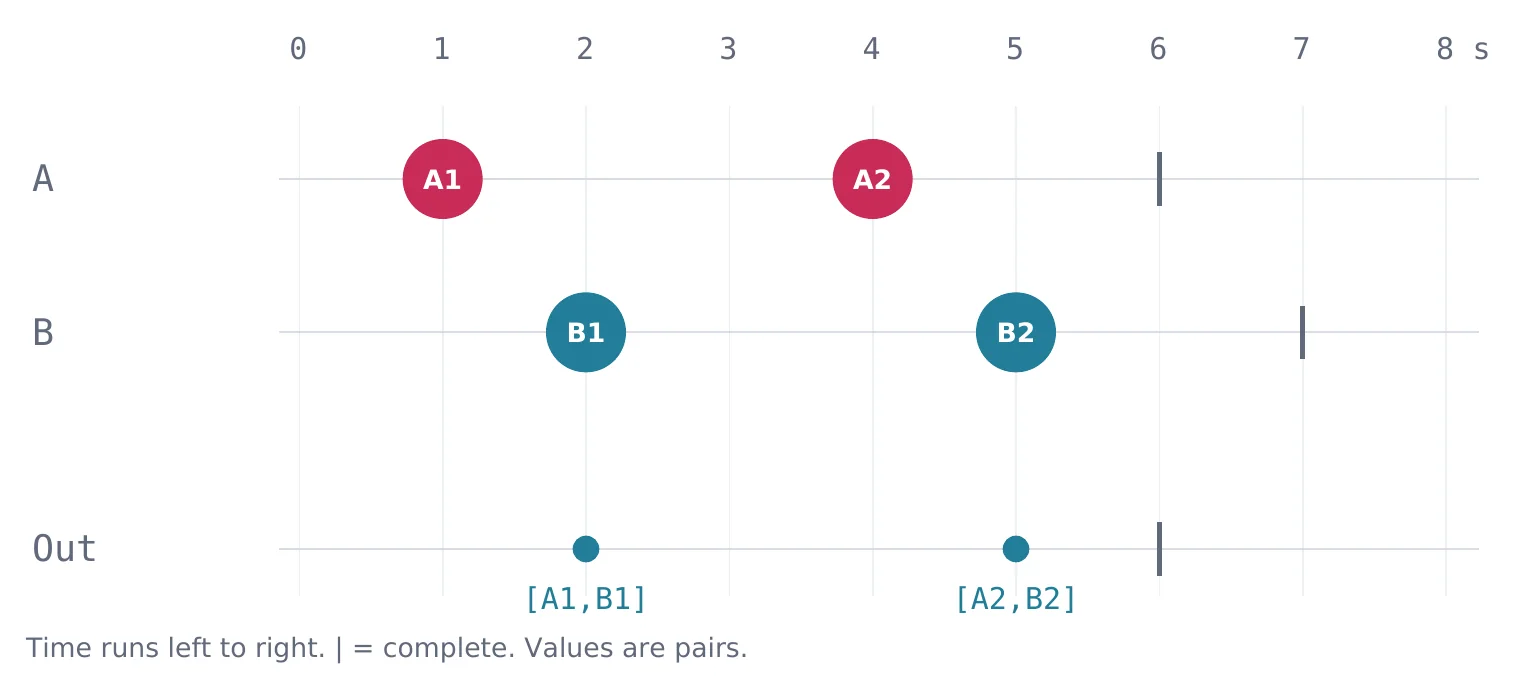 0 1 2 3 4 5 6 7 8 s
A A1 A2
B B1 B2
Out
[A1,B1] [A2,B2]
Time runs left to right. | = complete. Values are pairs.